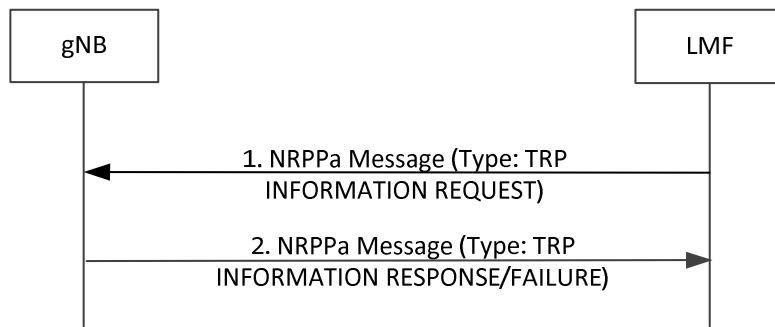 gNB
LMF
1. NRPPa Message (Type: TRP
INFORMATION REQUEST)
2. NRPPa Message (Type: TRP
INFORMATION RESPONSE/FAILURE)